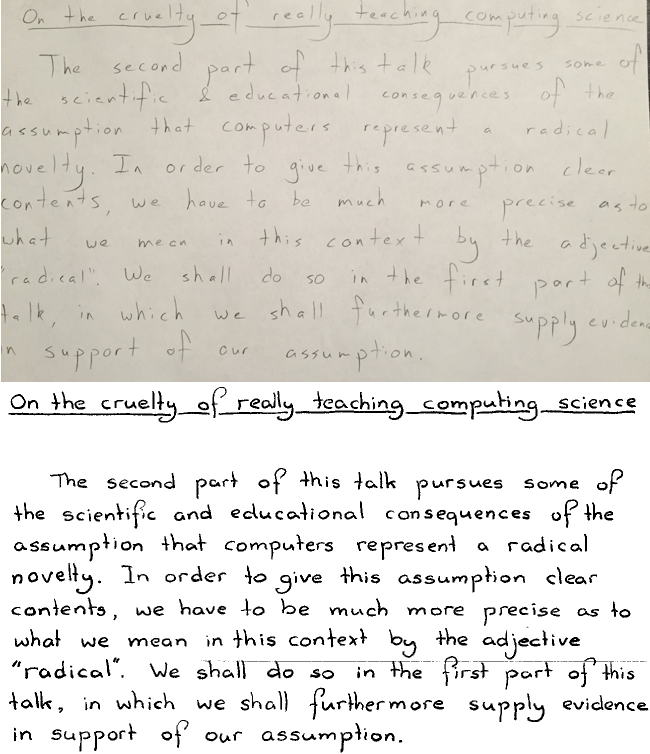 On the cruelty of really teaching computing science
The second part of this talk pursues some of
the scientific & educational consequences of the
assumption that computers represent a radical
novelty. In order to give this assumption clear
contents, we have to be much more precise as to
what we mean in this context by the adjective
"radical". We shall do so in the first part of th
talk, in which we shall furthermore supply eviden
in support of our assumption.
On the cruelty of really teaching computing science
The second part of this talk pursues some of
the scientific and educational consequences of the
assumption that computers represent a radical
novelty. In order to give this assumption clear
contents, we have to be much more precise as to
what we mean in this context by the adjective
"radical". We shall do so in the first part of this
talk, in which we shall furthermore supply evidence
in support of our assumption.